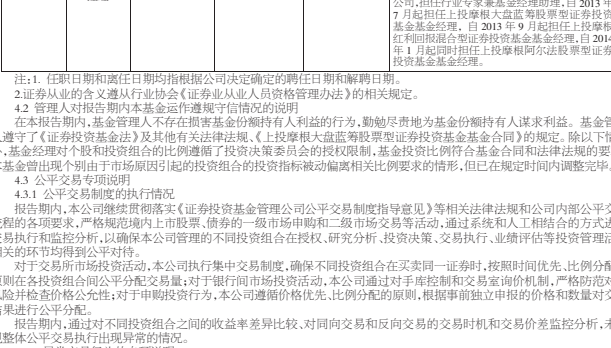 公司,担任行业专家兼基金经理助理,自 2013 年
7 月起担任上投摩根大盘蓝筹股票型证券投资
基金基金经理，自 2013 年 9 月起担任上投摩根
红利回报混合型证券投资基金基金经理,自 2014
年 1 月起同时担任上投摩根阿尔法股票型证券
投资基金基金经理。
注:1. 任职日期和离任日期均指根据公司决定确定的聘任日期和解聘日期。
2.证券从业的含义遵从行业协会《证券业从业人员资格管理办法》的相关规定。
4.2 管理人对报告期内本基金运作遵规守信情况的说明
在本报告期内,基金管理人不存在损害基金份额持有人利益的行为,勤勉尽责地为基金份额持有人谋求利益。基金管
人遵守了《证券投资基金法》及其他有关法律法规、《上投摩根大盘蓝筹股票型证券投资基金基金合同》的规定。除以下情
,基金经理对个股和投资组合的比例遵循了投资决策委员会的授权限制,基金投资比例符合基金合同和法律法规的要
本基金曾出现个别由于市场原因引起的投资组合的投资指标被动偏离相关比例要求的情形,但已在规定时间内调整完毕。
4.3 公平交易专项说明
4.3.1 公平交易制度的执行情况
报告期内,本公司继续贯彻落实《证券投资基金管理公司公平交易制度指导意见》等相关法律法规和公司内部公平交
流程的各项要求,严格规范境内上市股票、债券的一级市场申购和二级市场交易等活动,通过系统和人工相结合的方式进
交易执行和监控分析,以确保本公司管理的不同投资组合在授权、研究分析、投资决策、交易执行、业绩评估等投资管理活
相关的环节均得到公平对待。
对于交易所市场投资活动,本公司执行集中交易制度,确保不同投资组合在买卖同一证券时,按照时间优先、比例分配
原则在各投资组合间公平分配交易量;对于银行间市场投资活动,本公司通过对手库控制和交易室询价机制,严格防范对
风险并检查价格公允性;对于申购投资行为,本公司遵循价格优先、比例分配的原则,根据事前独立申报的价格和数量对交
结果进行公平分配。
报告期内,通过对不同投资组合之间的收益率差异比较、对同向交易和反向交易的交易时机和交易价差监控分析,未
现整体公平交易执行出现异常的情况。